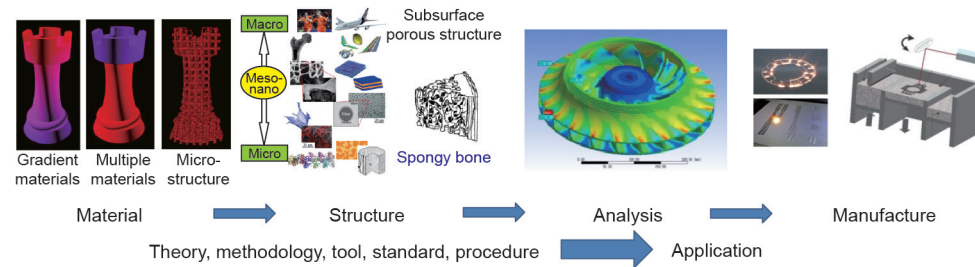 Macro
Meso-
nano
Micro
Subsurface
porous structure
Spongy bone
Gradient
materials
Multiple
materials
Micro-
structure
Material
Structure
Analysis
Manufacture
Theory, methodology, tool, standard, procedure
Application